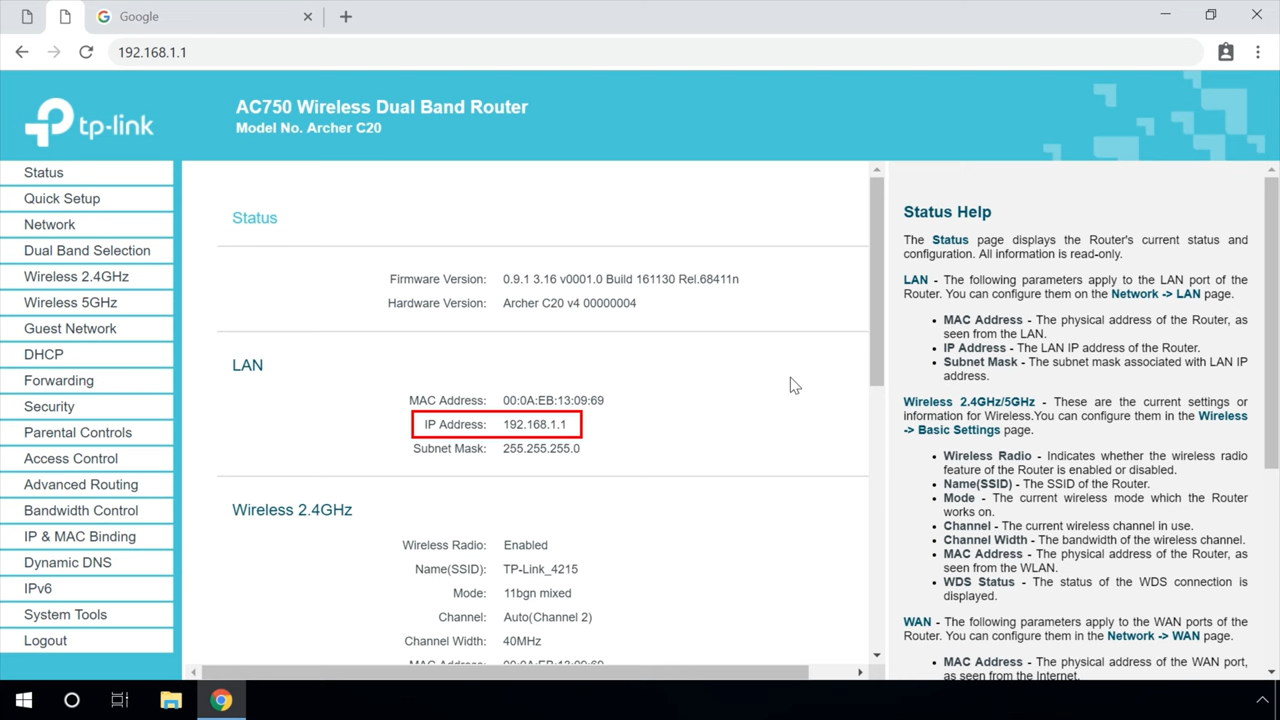 Google
192.168.1.1
tp-link
AC750 Wireless Dual Band Router
Model No. Archer C20
Status
Quick Setup
Network
Dual Band Selection
Wireless 2.4GHz
Wireless 5GHz
Guest Network
DHCP
Forwarding
Security
Parental Controls
Access Control
Advanced Routing
Bandwidth Control
IP & MAC Binding
Dynamic DNS
IPv6
System Tools
Logout
Status
Firmware Version: 0.9.1 3.16 v0001.0 Build 161130 Rel.68411n
Hardware Version: Archer C20 v4 00000004
LAN
MAC Address: 00:0A:EB:13:09:69
IP Address: 192.168.1.1
Subnet Mask: 255.255.255.0
Wireless 2.4GHz
Wireless Radio: Enabled
Name(SSID): TP-Link_4215
Mode: 11bgn mixed
Channel: Auto(Channel 2)
Channel Width: 40MHz
MAC Address: 00:0A:EB:13:09:69
Status Help
The Status page displays the Router's current status and
configuration. All information is read-only.
LAN - The following parameters apply to the LAN port of the
Router. You can configure them on the Network -> LAN page.
• MAC Address - The physical address of the Router, as
seen from the LAN.
• IP Address - The LAN IP address of the Router.
• Subnet Mask - The subnet mask associated with LAN IP
address.
Wireless 2.4GHz/5GHz - These are the current settings or
information for Wireless.You can configure them in the Wireless
-> Basic Settings page.
• Wireless Radio - Indicates whether the wireless radio
feature of the Router is enabled or disabled.
• Name(SSID) - The SSID of the Router.
• Mode - The current wireless mode which the Router
works on.
• Channel - The current wireless channel in use.
• Channel Width - The bandwidth of the wireless channel.
• MAC Address - The physical address of the Router, as
seen from the WLAN.
• WDS Status - The status of the WDS connection is
displayed.
WAN - The following parameters apply to the WAN ports of the
Router. You can configure them in the Network -> WAN page.
• MAC Address - The physical address of the WAN port,
as seen from the Internet.